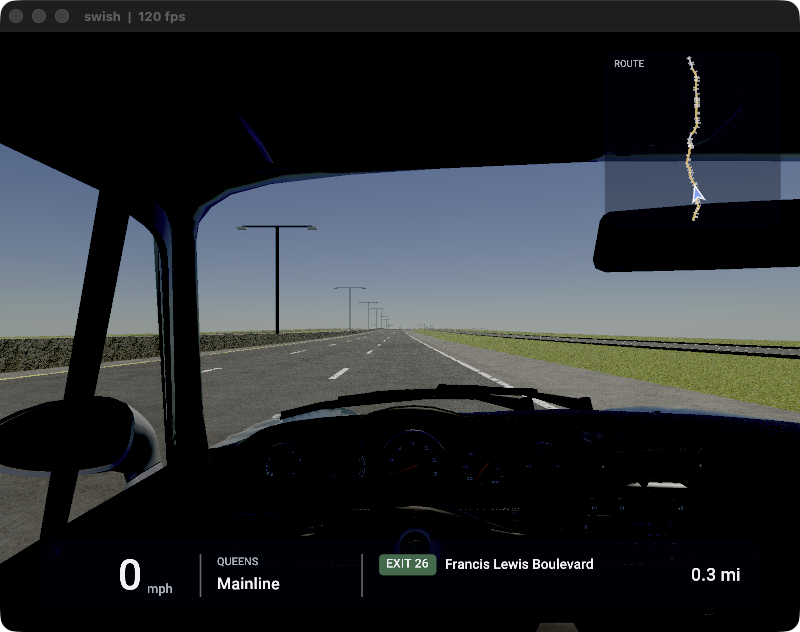 swish | 120 fps
ROUTE
0 mph
QUEENS
Mainline
EXIT 26 Francis Lewis Boulevard
0.3 mi